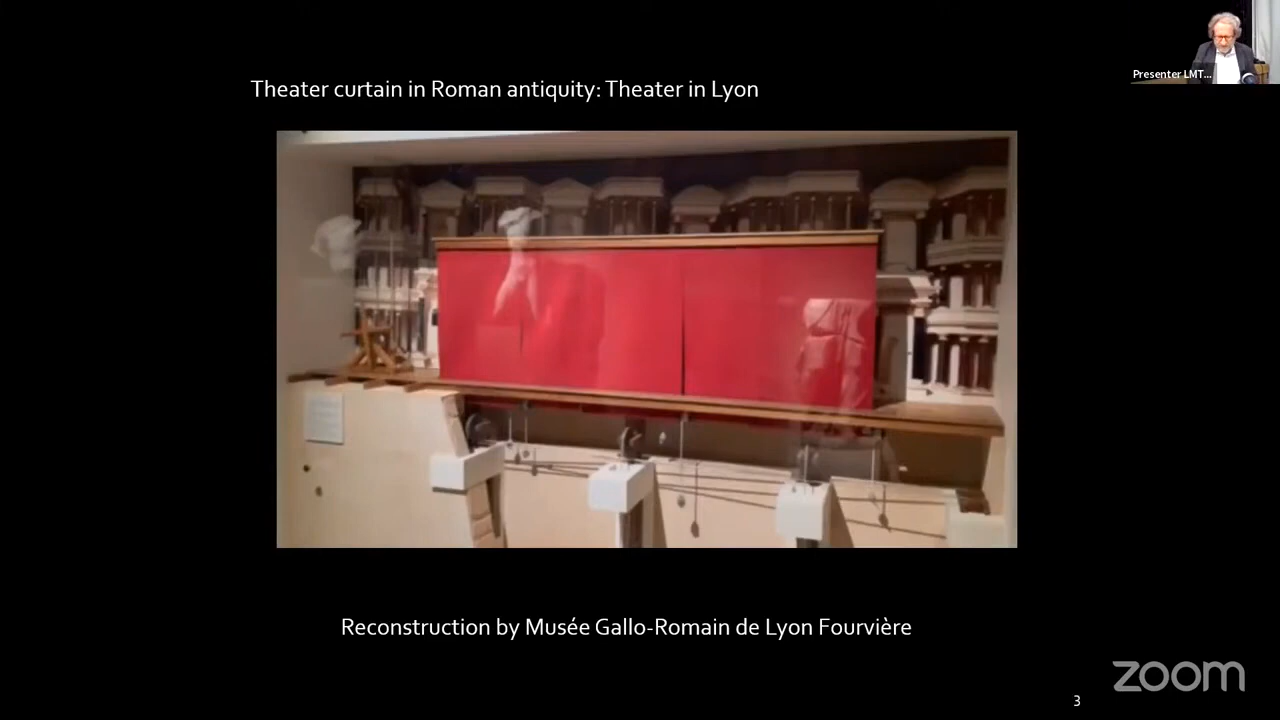 Theater curtain in Roman antiquity: Theater in Lyon
Presenter LMT...
Reconstruction by Musée Gallo-Romain de Lyon Fourvière
zoom
3